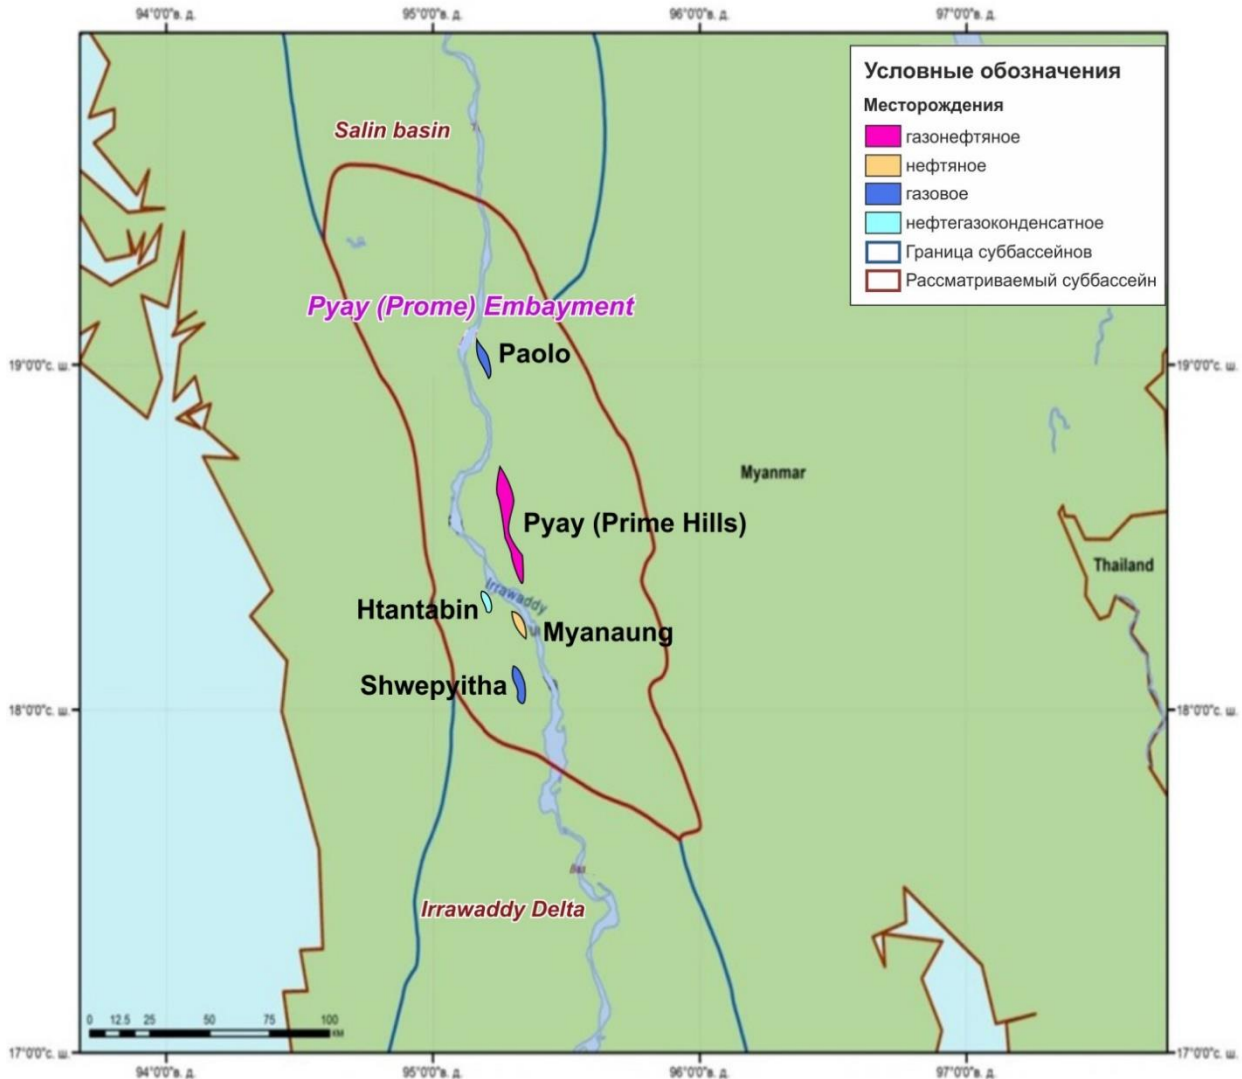 94°0'0"в. д.
95°0'0"в. д.
96°0'0"в. д.
97°0'0"в. д.
Условные обозначения
Месторождения
газонефтяное
нефтяное
газовое
нефтегазоконденсатное
Граница суббассейнов
Рассматриваемый суббассейн
Salin basin
Pyay (Prome) Embayment
19°0'0"с. ш.
Paolo
19°0'0"с. ш.
Myanmar
Pyay (Prime Hills)
Thailand
Irrawaddy
Htantabin
Myanaung
Shwepyitha
18°0'0"с. ш.
18°0'0"с. ш.
Irrawaddy Delta
0 12.5 25 50 75 100
КМ
17°0'0"с. ш.
17°0'0"с. ш.
94°0'0"в. д.
95°0'0"в. д.
96°0'0"в. д.
97°0'0"в. д.